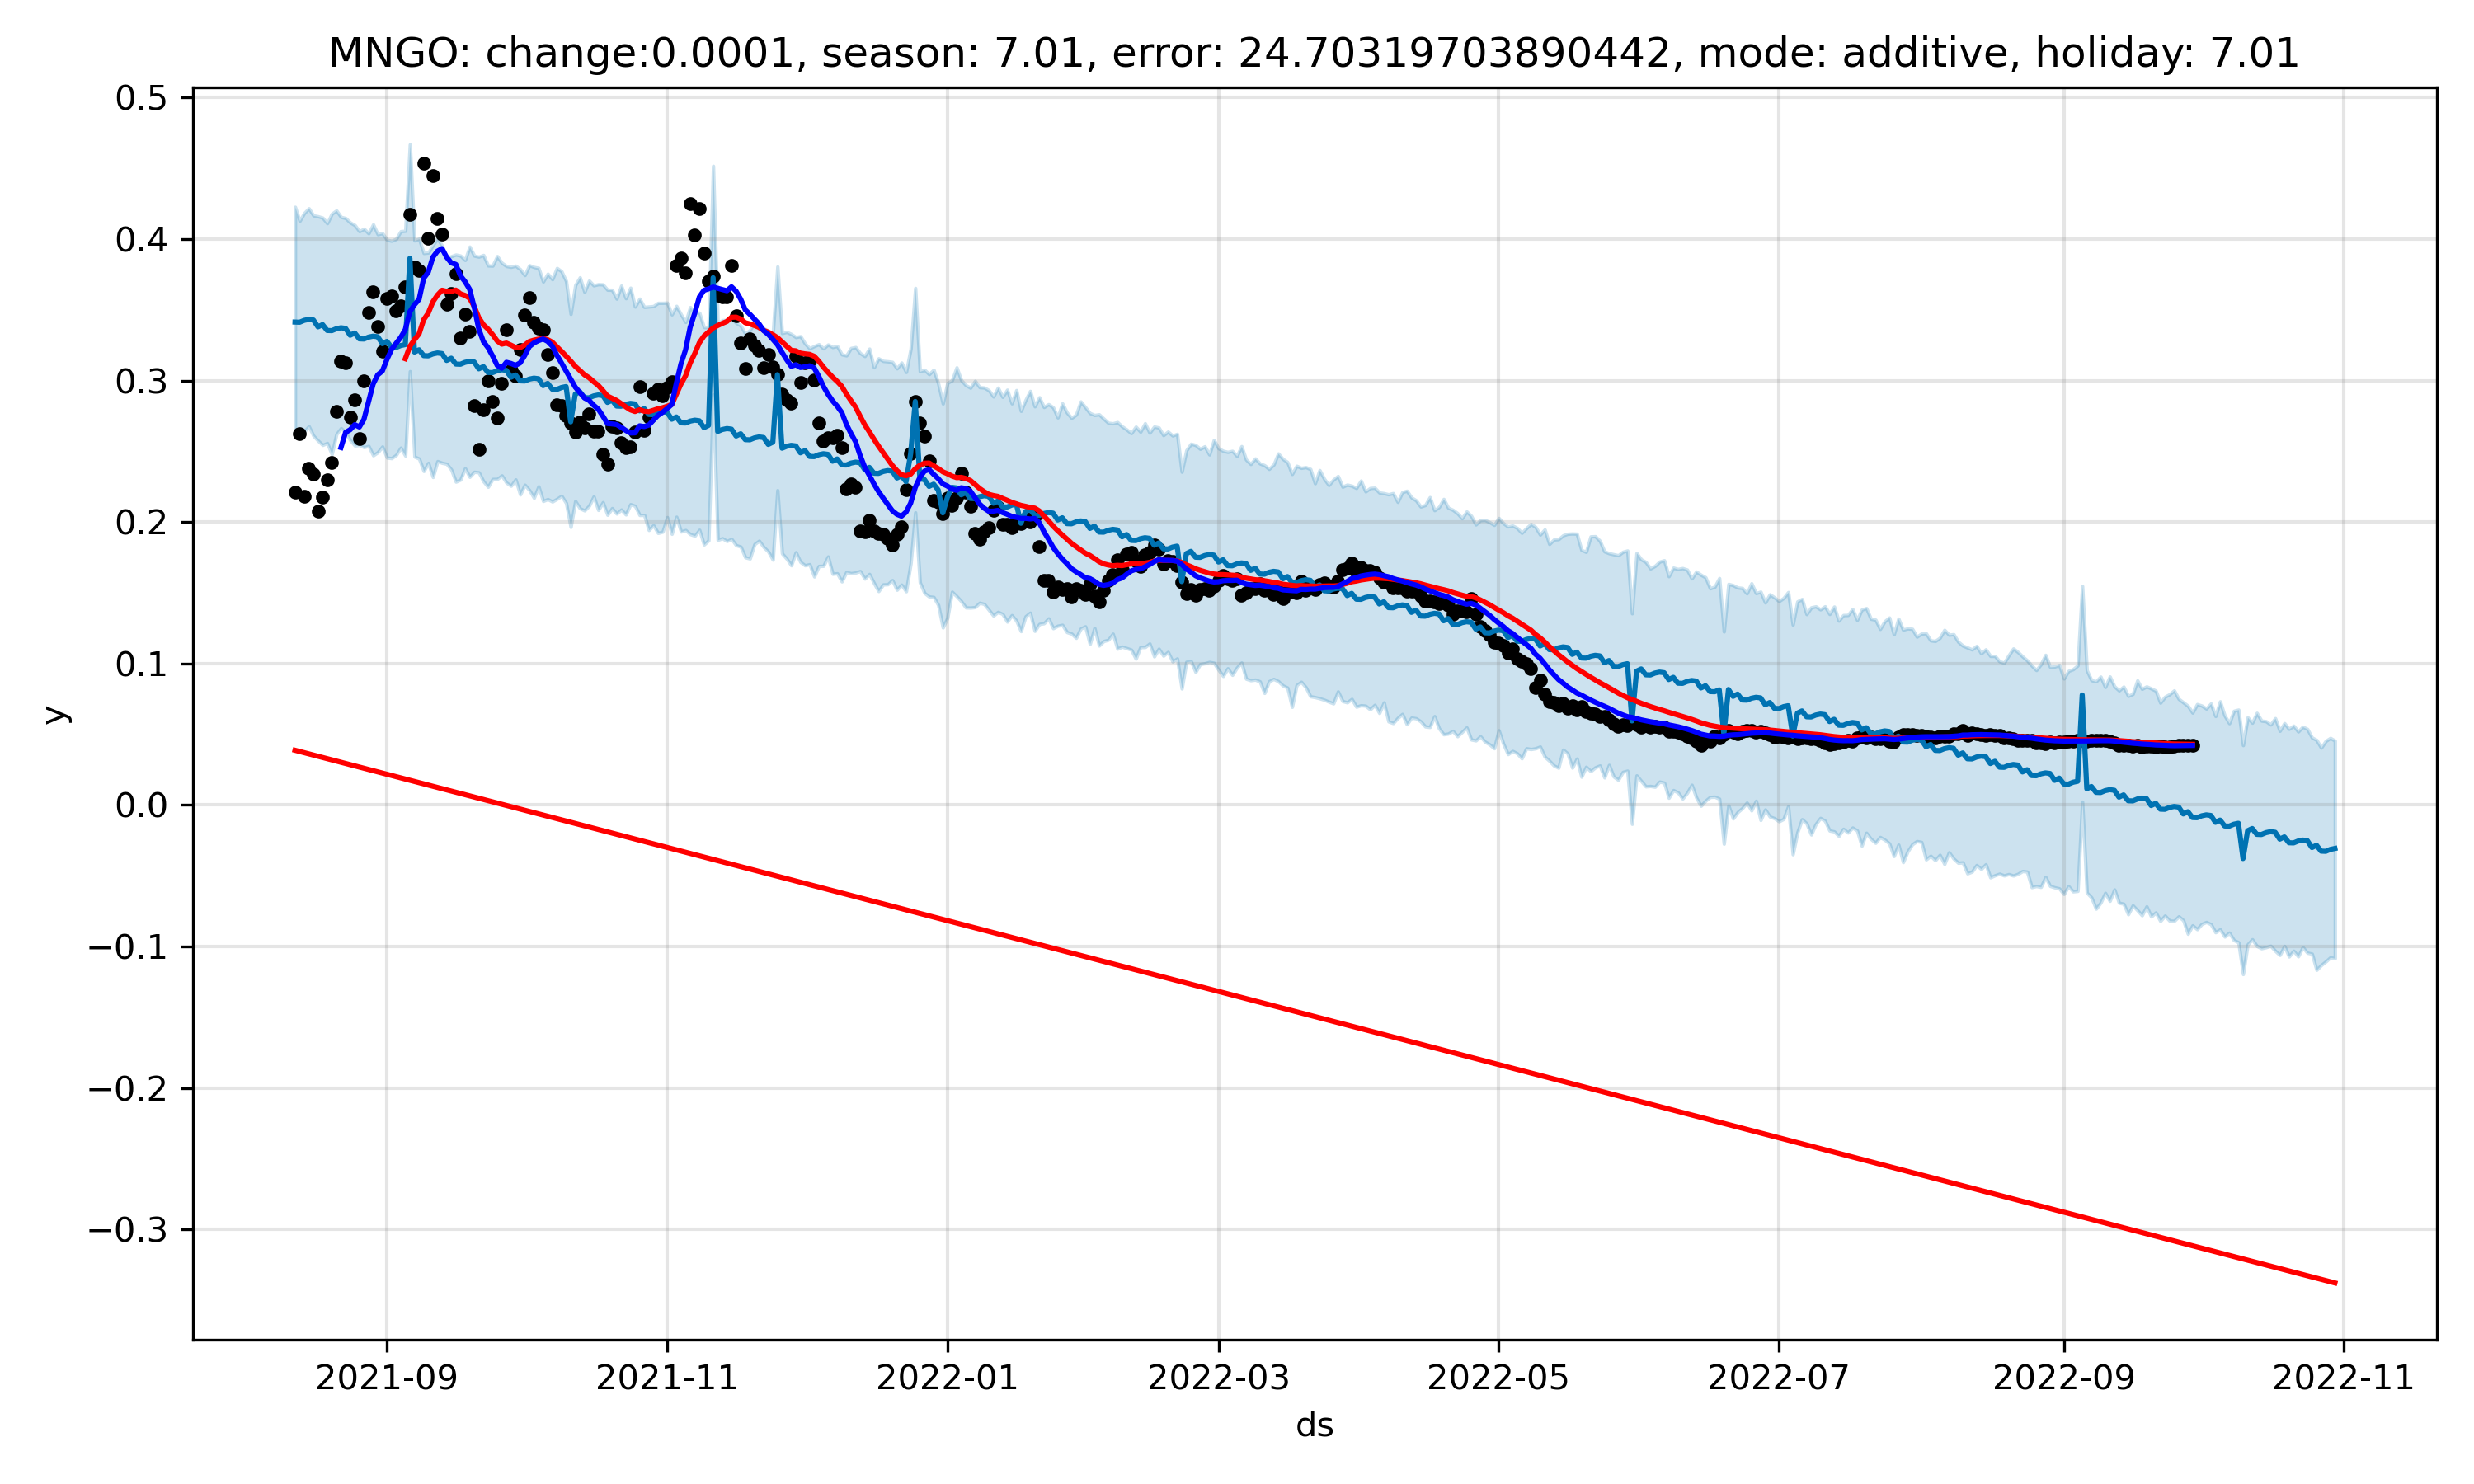 MNGO: change:0.0001, season: 7.01, error: 24.70319703890442, mode: additive, holiday: 7.01
0.5
0.4
0.3
0.2
0.1
0.0
−0.1
−0.2
−0.3
y
2021-09 2021-11 2022-01 2022-03 2022-05 2022-07 2022-09 2022-11
ds